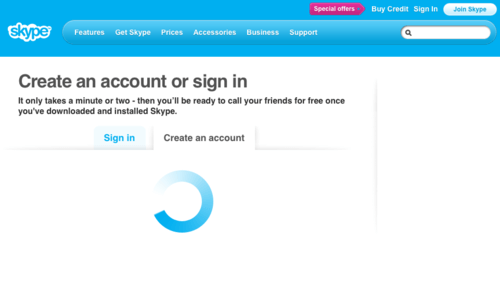 Special offers Buy Credit Sign In Join Skype
skype Features Get Skype Prices Accessories Business Support
Create an account or sign in
It only takes a minute or two - then you'll be ready to call your friends for free once
you've downloaded and installed Skype.
Sign in Create an account